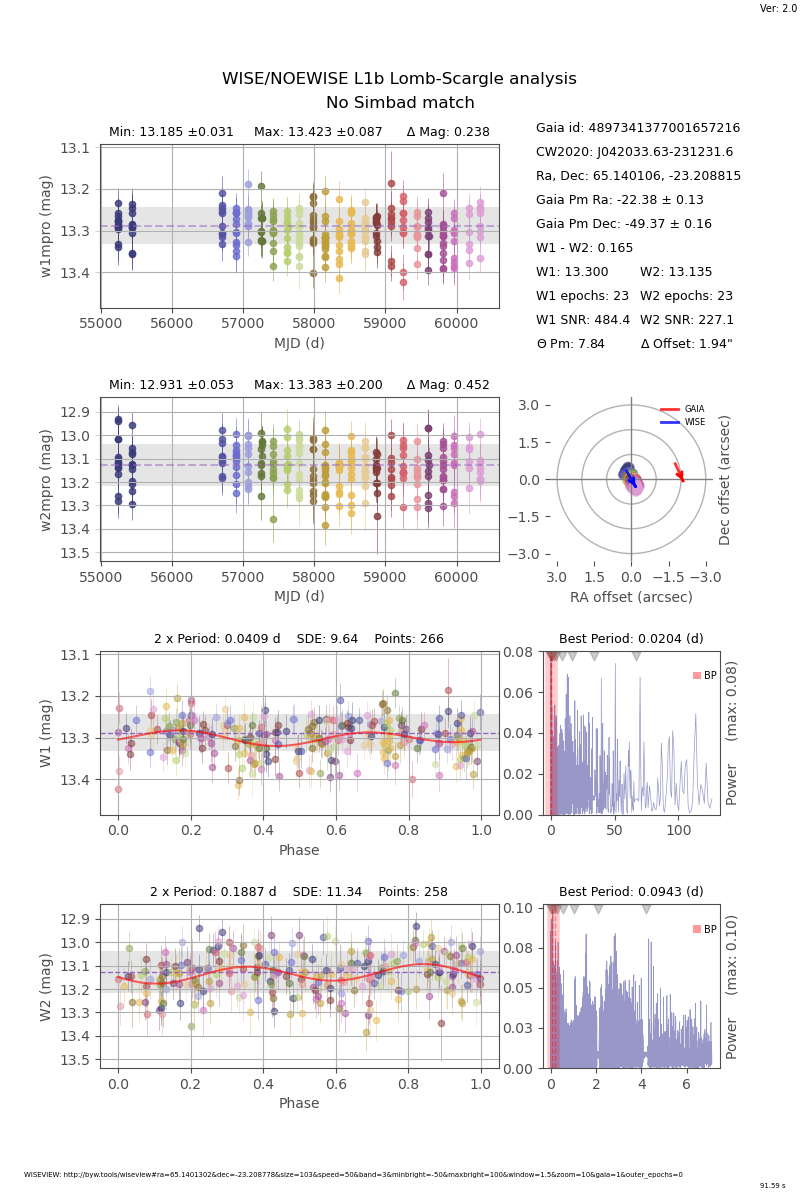 Ver: 2.0
WISE/NOEWISE L1b Lomb-Scargle analysis
No Simbad match
Min: 13.185 ±0.031 Max: 13.423 ±0.087 Δ Mag: 0.238
13.1
13.2
13.3
13.4
w1mpro (mag)
55000 56000 57000 58000 59000 60000
MJD (d)
Gaia id: 4897341377001657216
CW2020: J042033.63-231231.6
Ra, Dec: 65.140106, -23.208815
Gaia Pm Ra: -22.38 ± 0.13
Gaia Pm Dec: -49.37 ± 0.16
W1 - W2: 0.165
W1: 13.300 W2: 13.135
W1 epochs: 23 W2 epochs: 23
W1 SNR: 484.4 W2 SNR: 227.1
Θ Pm: 7.84 Δ Offset: 1.94"
Min: 12.931 ±0.053 Max: 13.383 ±0.200 Δ Mag: 0.452
12.9
13.0
13.1
13.2
13.3
13.4
13.5
w2mpro (mag)
55000 56000 57000 58000 59000 60000
MJD (d)
3.0
1.5
0.0
−1.5
−3.0
GAIA
WISE
Dec offset (arcsec)
3.0 1.5 0.0 −1.5 −3.0
RA offset (arcsec)
2 x Period: 0.0409 d SDE: 9.64 Points: 266
13.1
13.2
13.3
13.4
W1 (mag)
0.0 0.2 0.4 0.6 0.8 1.0
Phase
Best Period: 0.0204 (d)
0.08
0.06
0.04
0.02
0.00
BP
Power (max: 0.08)
0 50 100
2 x Period: 0.1887 d SDE: 11.34 Points: 258
12.9
13.0
13.1
13.2
13.3
13.4
13.5
W2 (mag)
0.0 0.2 0.4 0.6 0.8 1.0
Phase
Best Period: 0.0943 (d)
0.10
0.08
0.05
0.03
0.00
BP
Power (max: 0.10)
0 2 4 6
WISEVIEW: http://byw.tools/wiseview#ra=65.1401302&dec=-23.208778&size=103&speed=50&band=3&minbright=-50&maxbright=100&window=1.5&zoom=10&gaia=1&outer_epochs=0
91.59 s